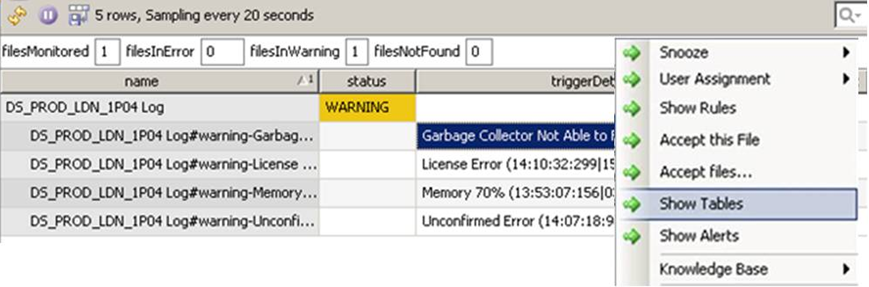 5 rows, Sampling every 20 seconds
filesMonitored 1 filesInError 0 filesInWarning 1 filesNotFound 0
name 1 status triggerDet
DS_PROD_LDN_1P04 Log WARNING
DS_PROD_LDN_1P04 Log#warning-Garbag... Garbage Collector Not Able to
DS_PROD_LDN_1P04 Log#warning-License ... License Error (14:10:32:299|15
DS_PROD_LDN_1P04 Log#warning-Memory... Memory 70% (13:53:07:156|0
DS_PROD_LDN_1P04 Log#warning-Unconfi... Unconfirmed Error (14:07:18:9
Snooze
User Assignment
Show Rules
Accept this File
Accept files...
Show Tables
Show Alerts
Knowledge Base